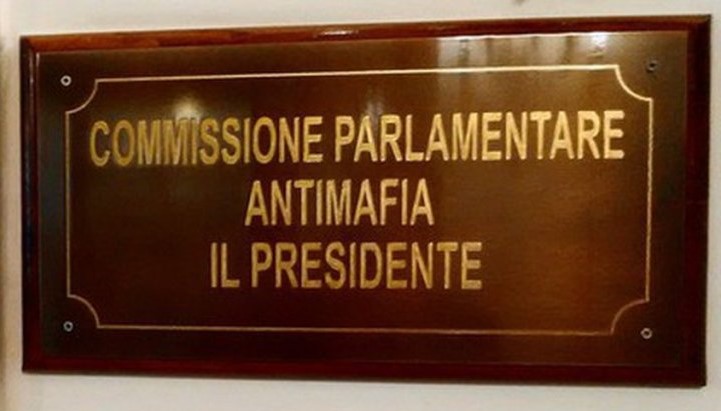 COMMISSIONE PARLAMENTARE
ANTIMAFIA
IL PRESIDENTE